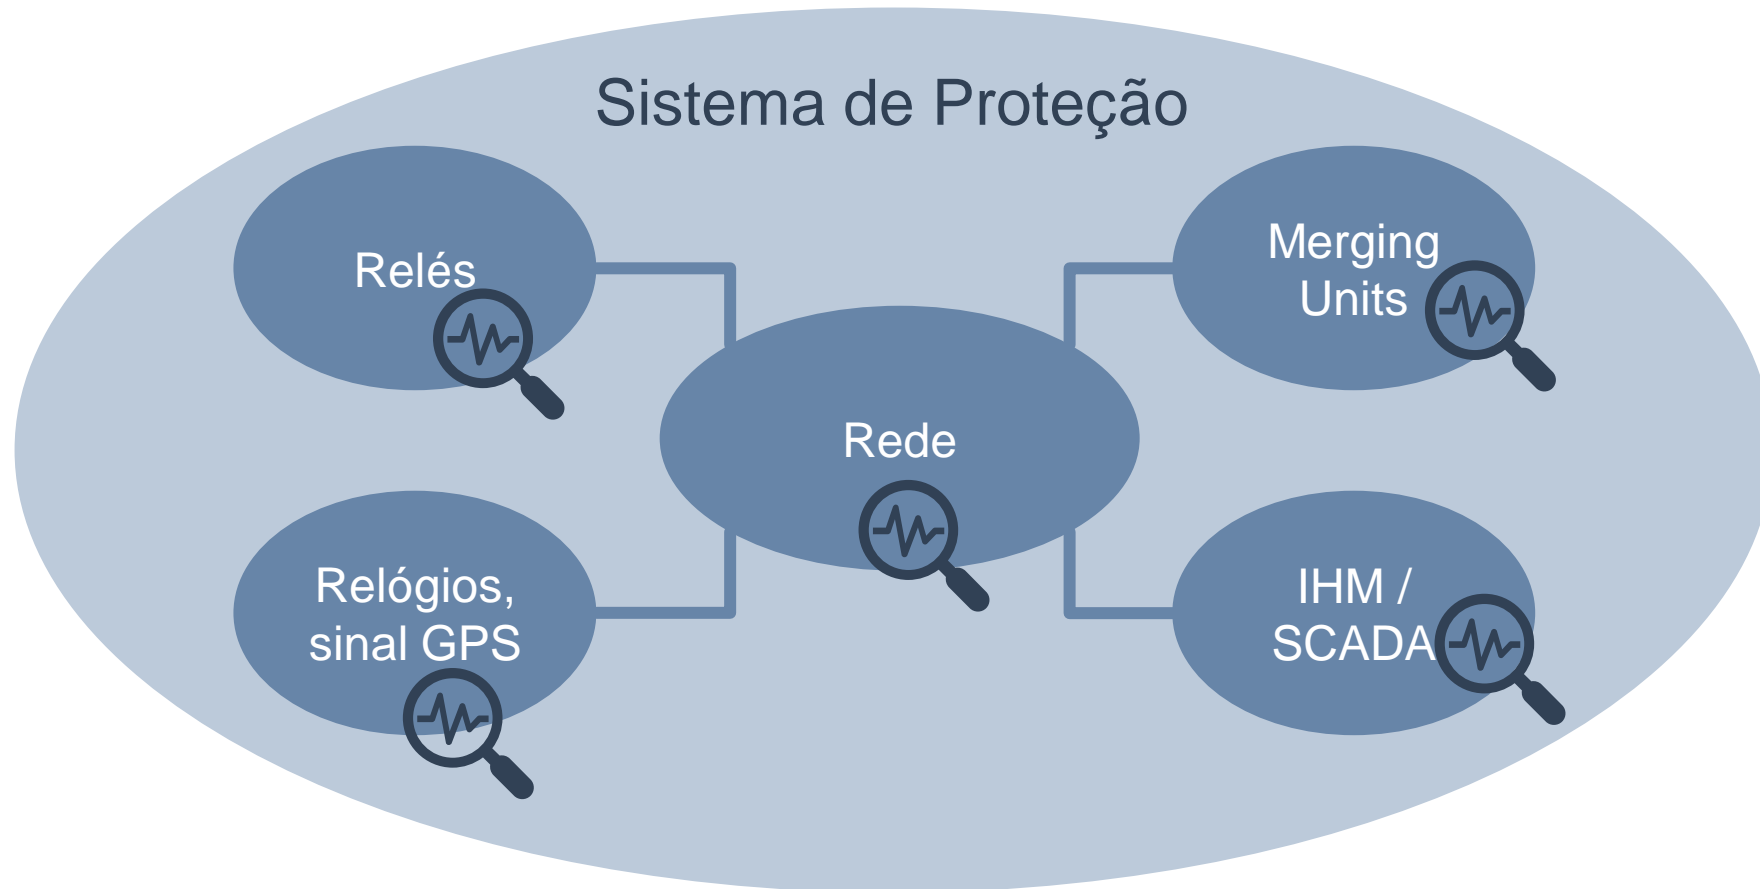 Sistema de Proteção
Relés
Merging
Units
Rede
Relógios,
sinal GPS
IHM /
SCADA